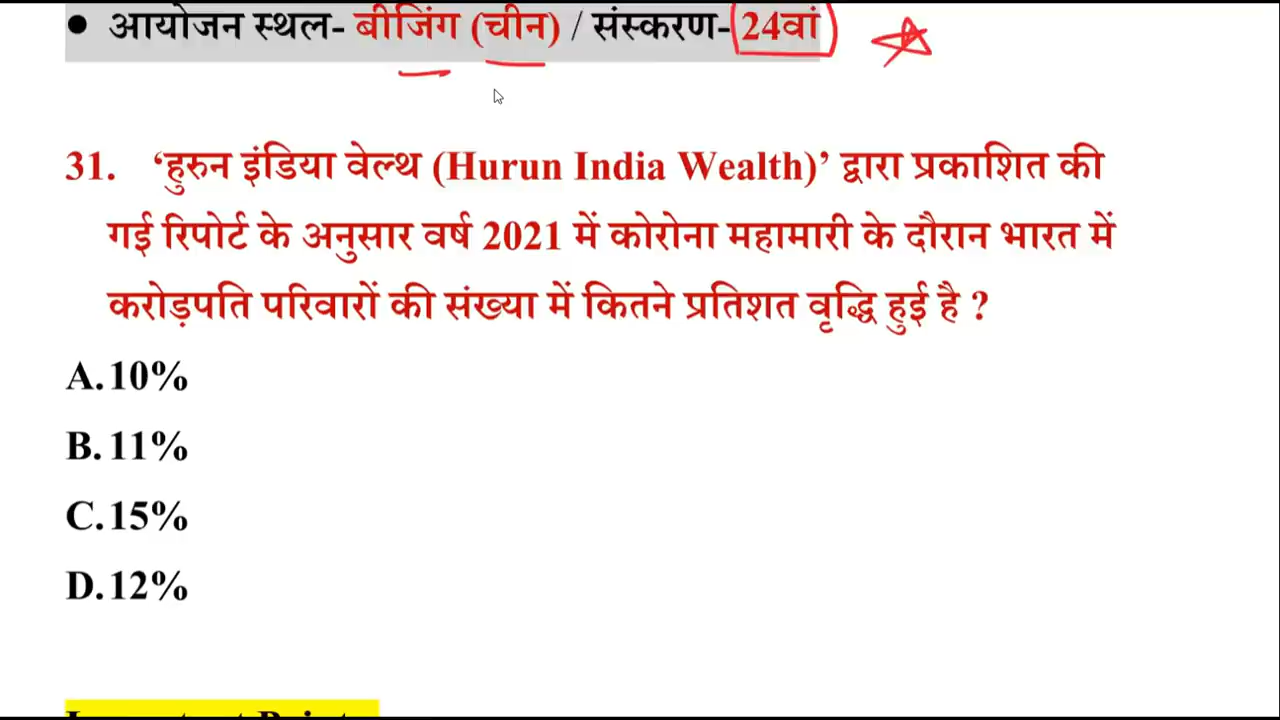 • आयोजन स्थल- बीजिंग (चीन) / संस्करण- 24वां
31. ‘हुरुन इंडिया वेल्थ (Hurun India Wealth)’ द्वारा प्रकाशित की
गई रिपोर्ट के अनुसार वर्ष 2021 में कोरोना महामारी के दौरान भारत में
करोड़पति परिवारों की संख्या में कितने प्रतिशत वृद्धि हुई है ?
A. 10%
B. 11%
C. 15%
D. 12%